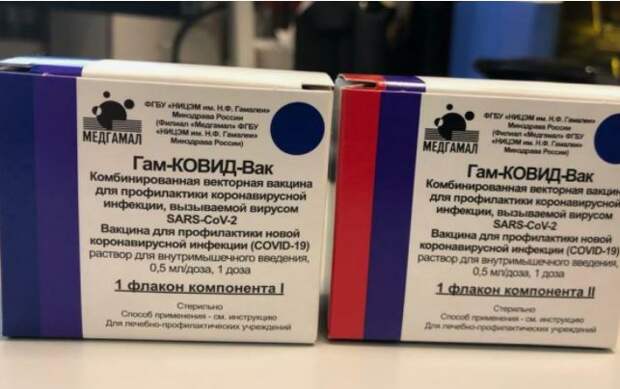 МЕДГАМАЛ
ФГБУ «НИЦЭМ им. Н.Ф. Гамалеи»
Минздрава России
(Филиал «Медгамал» ФГБУ
«НИЦЭМ им. Н.Ф. Гамалеи»
Минздрава России)
Гам-КОВИД-Вак
Комбинированная векторная вакцина
для профилактики коронавирусной
инфекции, вызываемой вирусом
SARS-CoV-2
Вакцина для профилактики новой
коронавирусной инфекции (COVID-19)
раствор для внутримышечного введения,
0,5 мл/доза, 1 доза
1 флакон компонента I
Стерильно
Способ применения - см. инструкцию
Для лечебно-профилактических учреждений
МЕДГАМАЛ
ФГБУ «НИЦЭМ им. Н.Ф. Гамалеи»
Минздрава России
(Филиал «Медгамал» ФГБУ
«НИЦЭМ им. Н.Ф. Гамалеи»
Минздрава России)
Гам-КОВИД-Вак
Комбинированная векторная вакцина
для профилактики коронавирусной
инфекции, вызываемой вирусом
SARS-CoV-2
Вакцина для профилактики новой
коронавирусной инфекции (COVID-19)
раствор для внутримышечного введения,
0,5 мл/доза, 1 доза
1 флакон компонента II
Стерильно
Способ применения - см. инструкцию
Для лечебно-профилактических учреждений